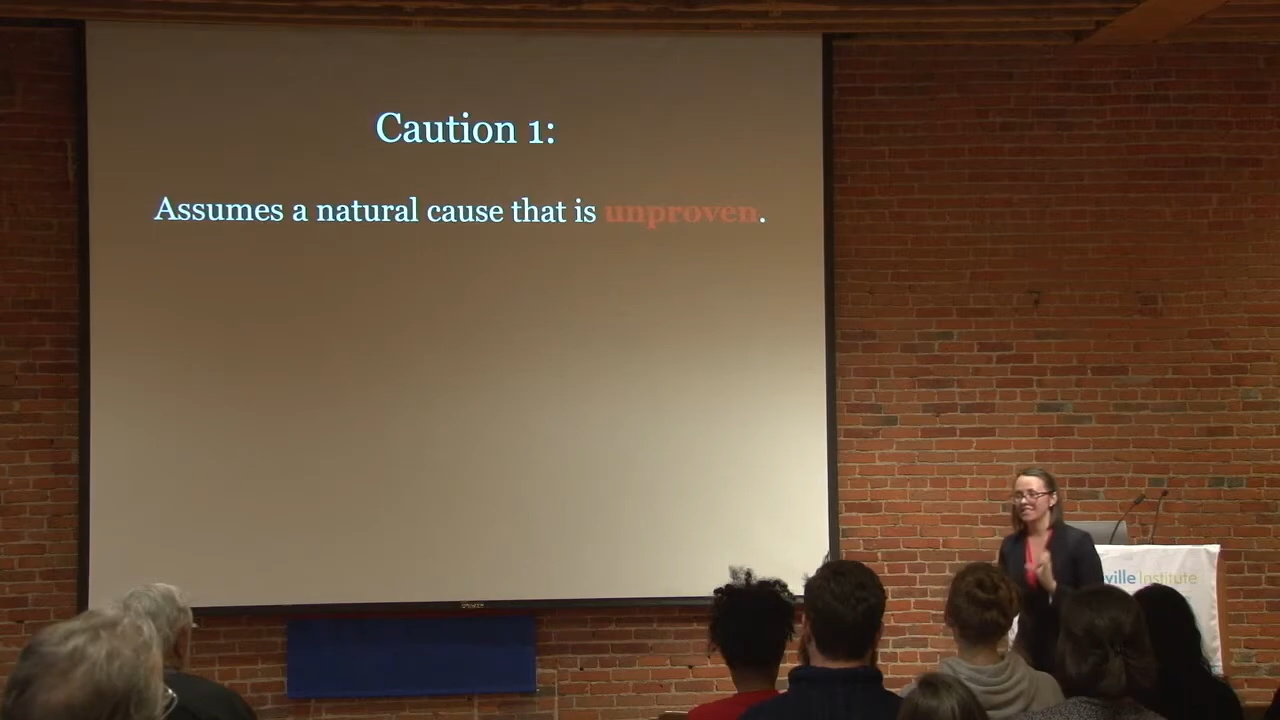 Caution 1:
Assumes a natural cause that is unproven.
ville Institute